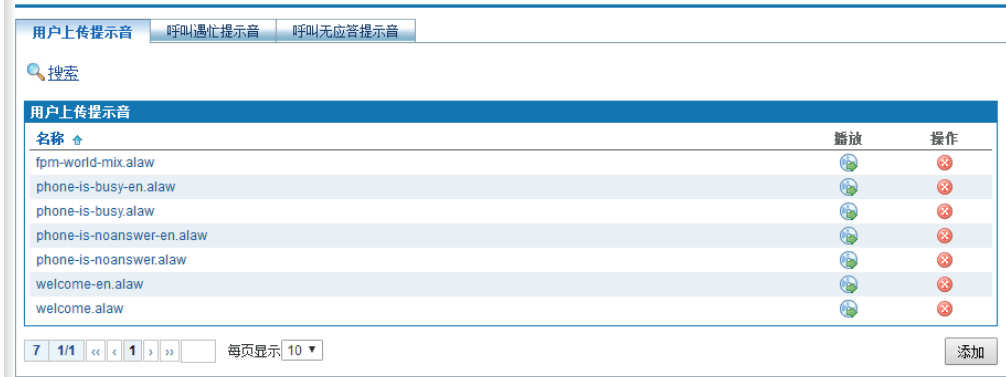 用户上传提示音 呼叫遇忙提示音 呼叫无应答提示音
搜索
用户上传提示音
名称 播放 操作
fpm-world-mix.alaw
phone-is-busy-en.alaw
phone-is-busy.alaw
phone-is-noanswer-en.alaw
phone-is-noanswer.alaw
welcome-en.alaw
welcome.alaw
7 1/1 ‹‹ ‹ 1 › ›› 每页显示 10 添加